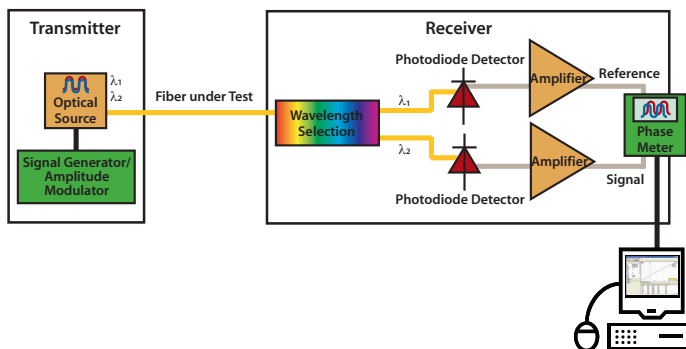 Transmitter
Receiver
λ1
λ2
Optical
Source
Signal Generator/
Amplitude
Modulator
Fiber under Test
Wavelength
Selection
λ1
λ2
Photodiode Detector
Photodiode Detector
Amplifier
Amplifier
Reference
Signal
Phase
Meter